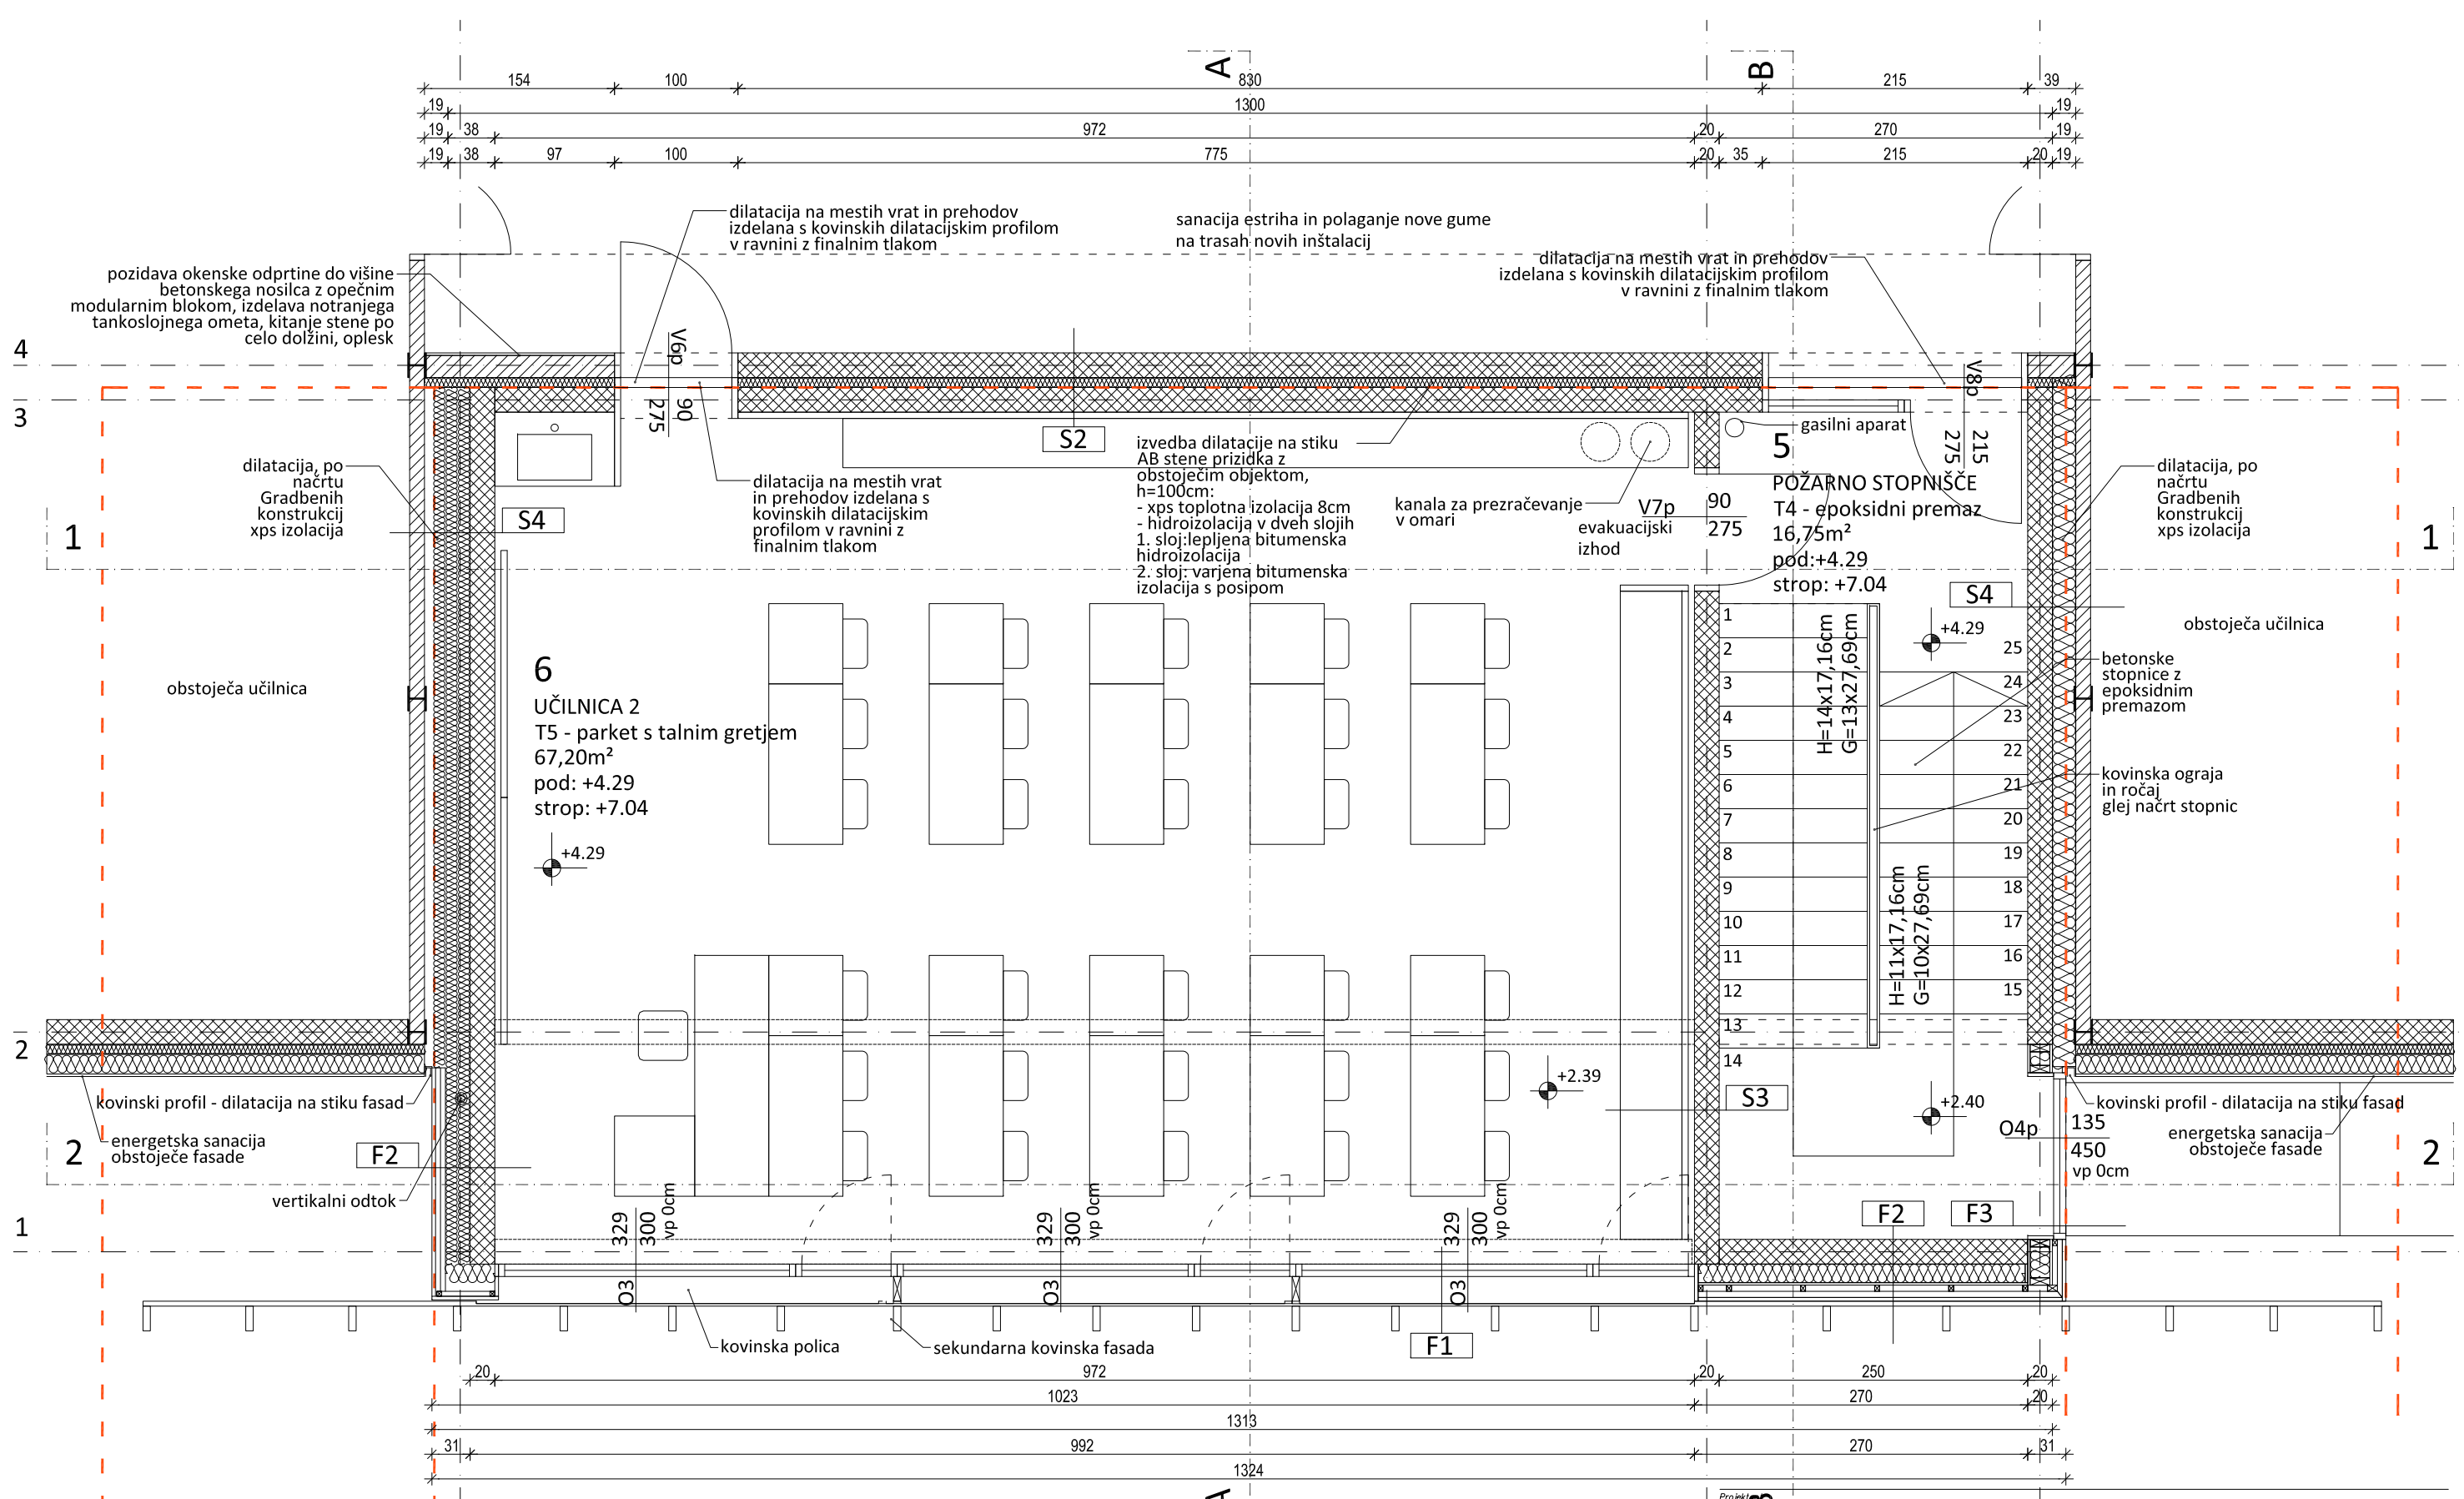 A
B
154
100
830
215
39
19
1300
19
19
38
972
20
270
19
19
38
97
100
775
20
35
215
20
19
dilatacija na mestih vrat in prehodov
izdelana s kovinskih dilatacijskim profilom
v ravnini z finalnim tlakom
sanacija estriha in polaganje nove gume
na trasah novih inštalacij
dilatacija na mestih vrat in prehodov
izdelana s kovinskih dilatacijskim profilom
v ravnini z finalnim tlakom
pozidava okenske odprtine do višine
betonskega nosilca z opečnim
modularnim blokom, izdelava notranjega
tankoslojnega ometa, kitanje stene po
celo dolžini, oplesk
4
3
V6p
90
275
V8p
215
275
S2
gasilni aparat
izvedba dilatacije na stiku
AB stene prizidka z
obstoječim objektom,
h=100cm:
- xps toplotna izolacija 8cm
- hidroizolacija v dveh slojih
1. sloj:lepljena bitumenska
hidroizolacija
2. sloj: varjena bitumenska
izolacija s posipom
dilatacija, po
načrtu
Gradbenih
konstrukcij
xps izolacija
S4
dilatacija na mestih vrat
in prehodov izdelana s
kovinskih dilatacijskim
profilom v ravnini z
finalnim tlakom
kanala za prezračevanje
v omari
V7p
90
275
evakuacijski
izhod
5
POŽARNO STOPNIŠČE
T4 - epoksidni premaz
16,75m²
pod:+4.29
strop: +7.04
dilatacija, po
načrtu
Gradbenih
konstrukcij
xps izolacija
1
1
S4
+4.29
obstoječa učilnica
obstoječa učilnica
6
UČILNICA 2
T5 - parket s talnim gretjem
67,20m²
pod: +4.29
strop: +7.04
+4.29
H=14x17,16cm
G=13x27,69cm
H=11x17,16cm
G=10x27,69cm
1
2
3
4
5
6
7
8
9
10
11
12
13
14
25
24
23
22
21
20
19
18
17
16
15
betonske
stopnice z
epoksidnim
premazom
kovinska ograja
in ročaj
glej načrt stopnic
2
kovinski profil - dilatacija na stiku fasad
energetska sanacija
obstoječe fasade
2
F2
vertikalni odtok
1
+2.39
S3
+2.40
O4p
135
450
vp 0cm
kovinski profil - dilatacija na stiku fasad
energetska sanacija
obstoječe fasade
2
F2
F3
O3
329
300
vp 0cm
O3
329
300
vp 0cm
O3
329
300
vp 0cm
kovinska polica
sekundarna kovinska fasada
F1
20
972
20
250
20
1023
270
20
1313
31
992
270
31
1324
A
Projekt